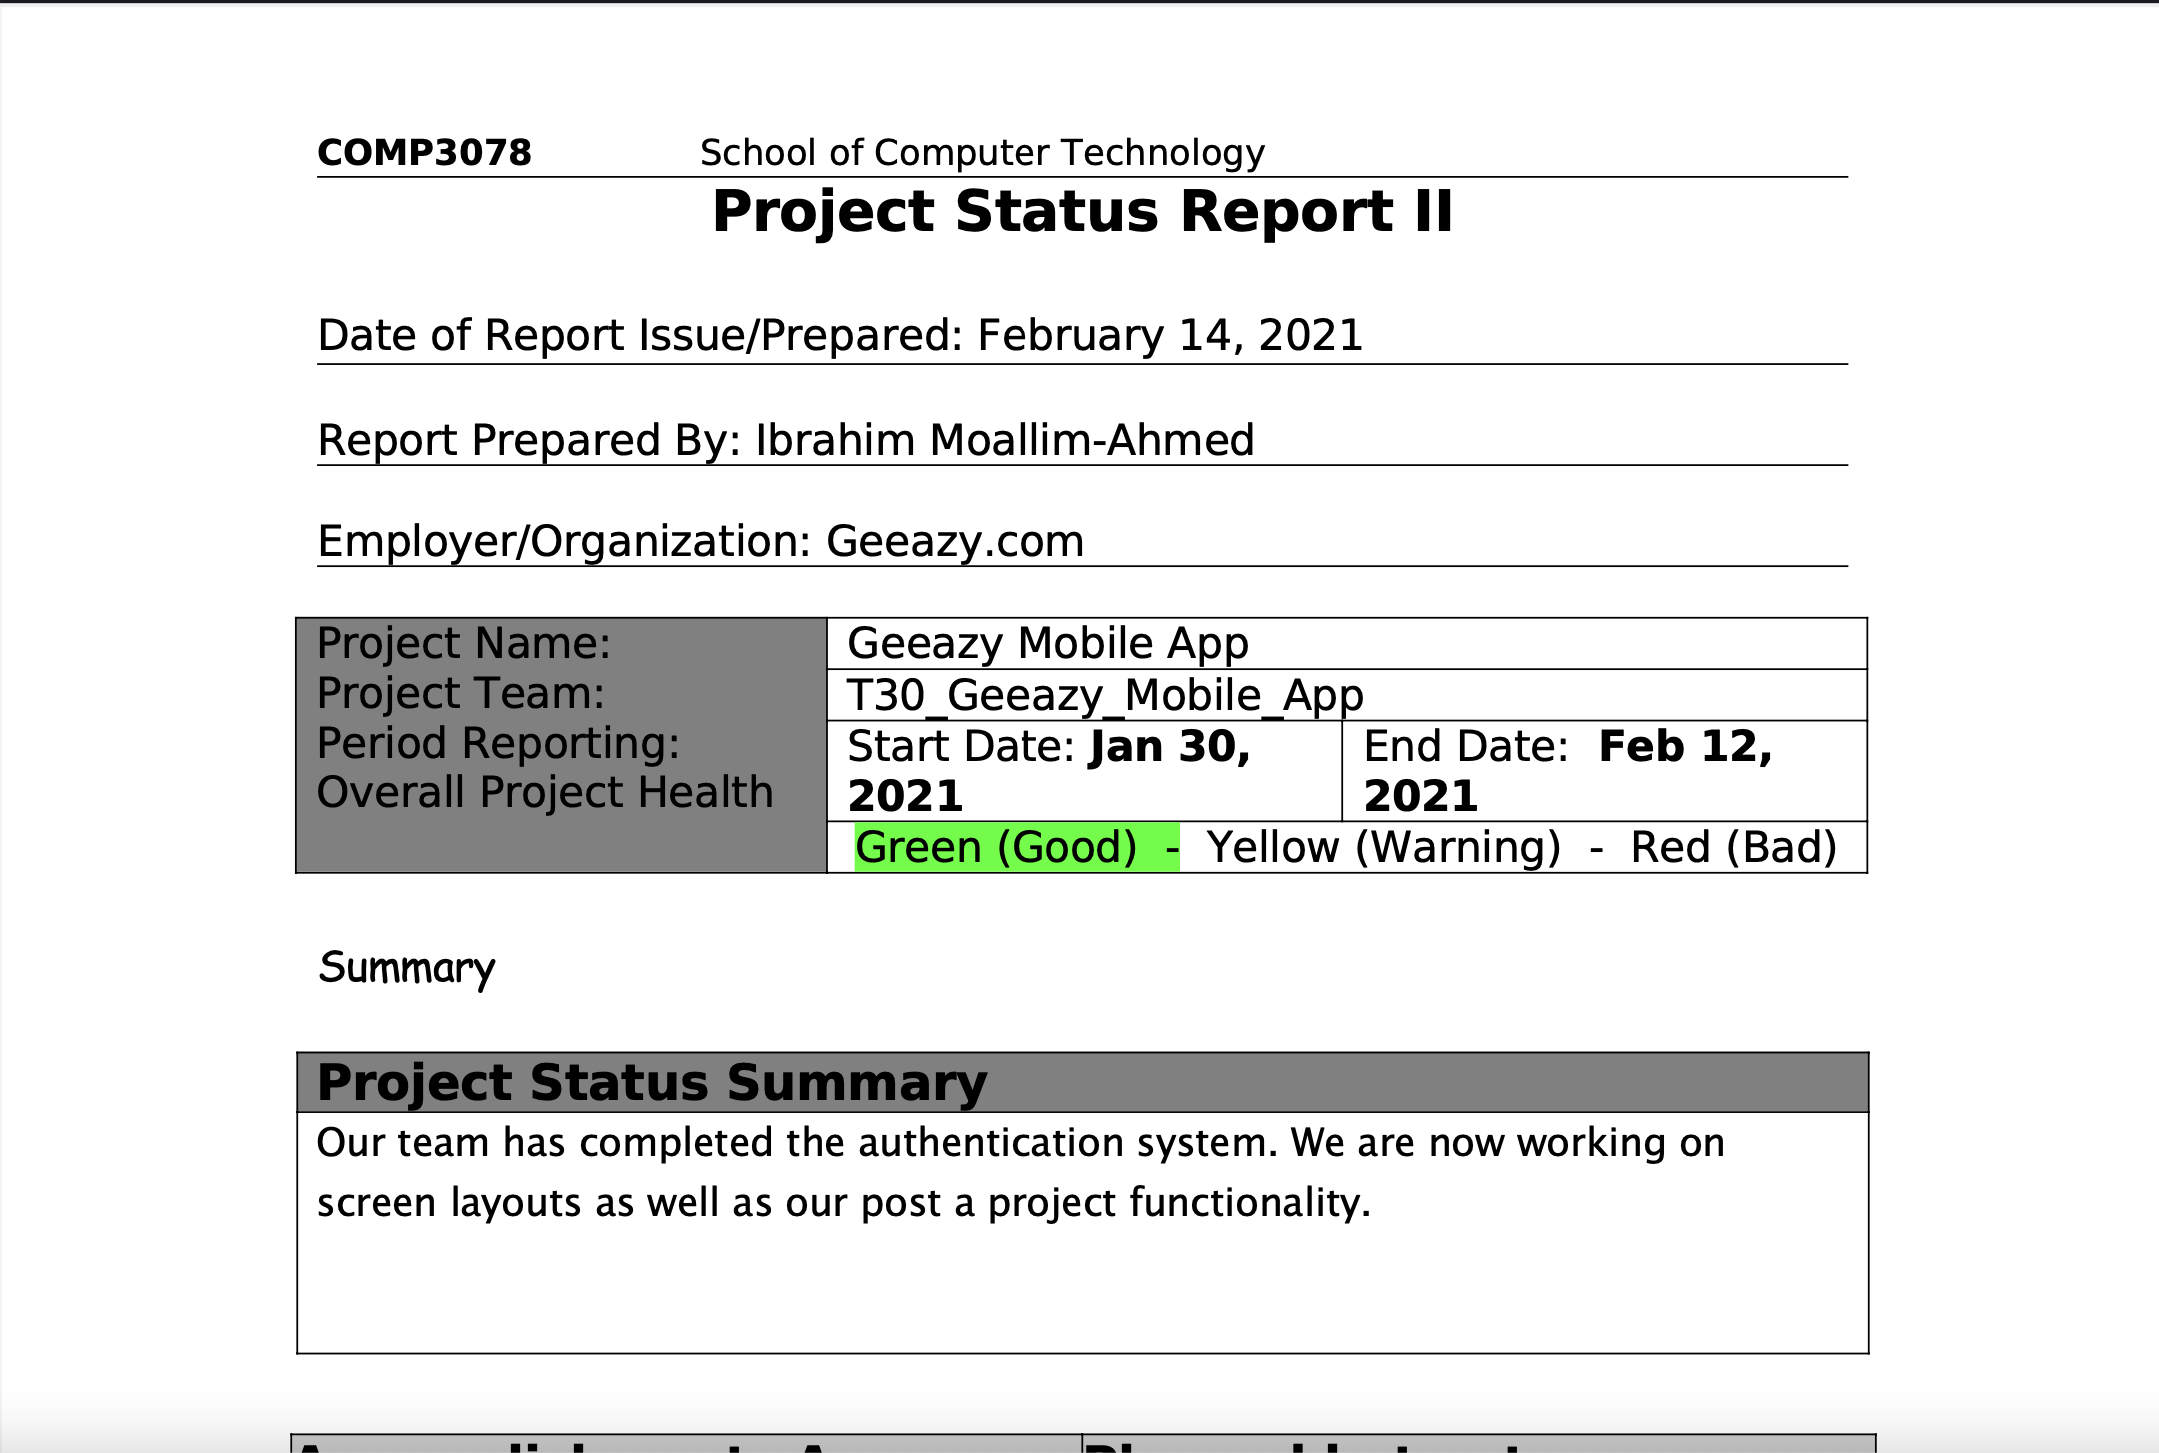 COMP3078 School of Computer Technology
Project Status Report II
Date of Report Issue/Prepared: February 14, 2021
Report Prepared By: Ibrahim Moallim-Ahmed
Employer/Organization: Geeazy.com
Project Name: Geeazy Mobile App
Project Team: T30_Geeazy_Mobile_App
Period Reporting: Start Date: Jan 30, 2021 End Date: Feb 12, 2021
Overall Project Health Green (Good) - Yellow (Warning) - Red (Bad)
Summary
Project Status Summary
Our team has completed the authentication system. We are now working on
screen layouts as well as our post a project functionality.